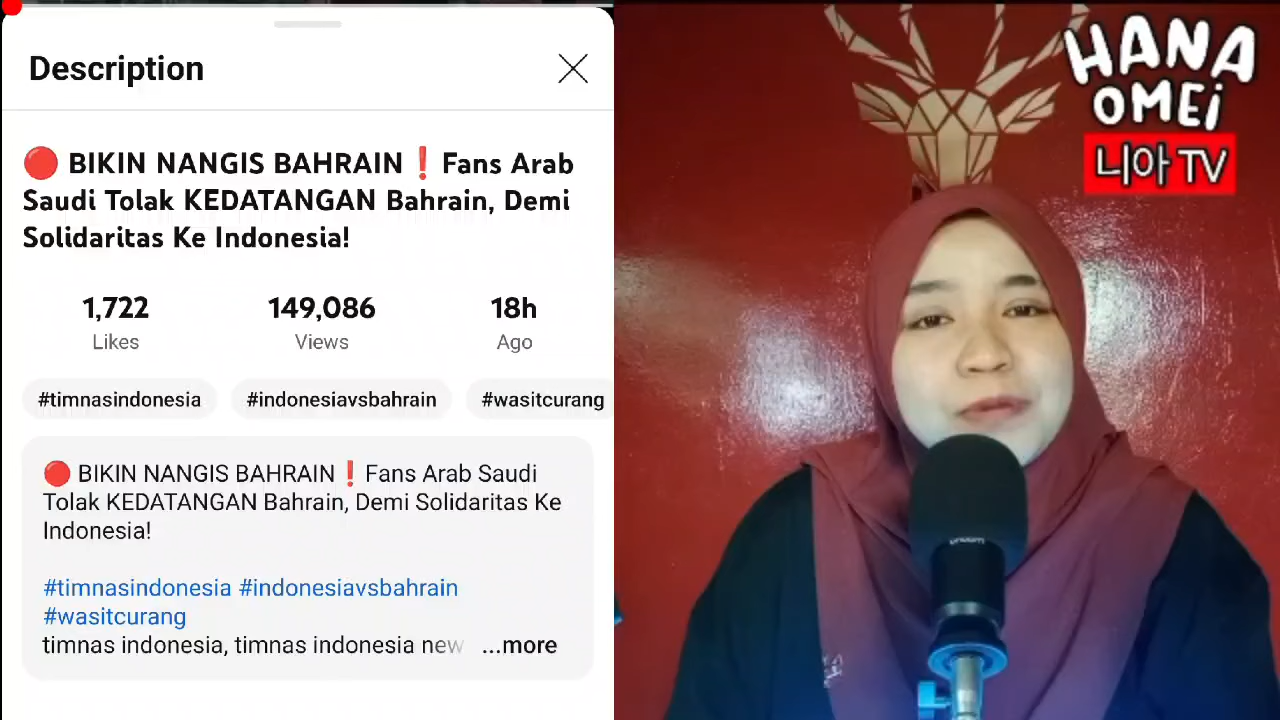 Description
🔴 BIKIN NANGIS BAHRAIN❗Fans Arab
Saudi Tolak KEDATANGAN Bahrain, Demi
Solidaritas Ke Indonesia!
1,722 149,086 18h
Likes Views Ago
#timnasindonesia #indonesiavsbahrain #wasitcurang
🔴 BIKIN NANGIS BAHRAIN❗Fans Arab Saudi
Tolak KEDATANGAN Bahrain, Demi Solidaritas Ke
Indonesia!
#timnasindonesia #indonesiavsbahrain
#wasitcurang
timnas indonesia, timnas indonesia new ...more
HANA
OMEi
니아 TV